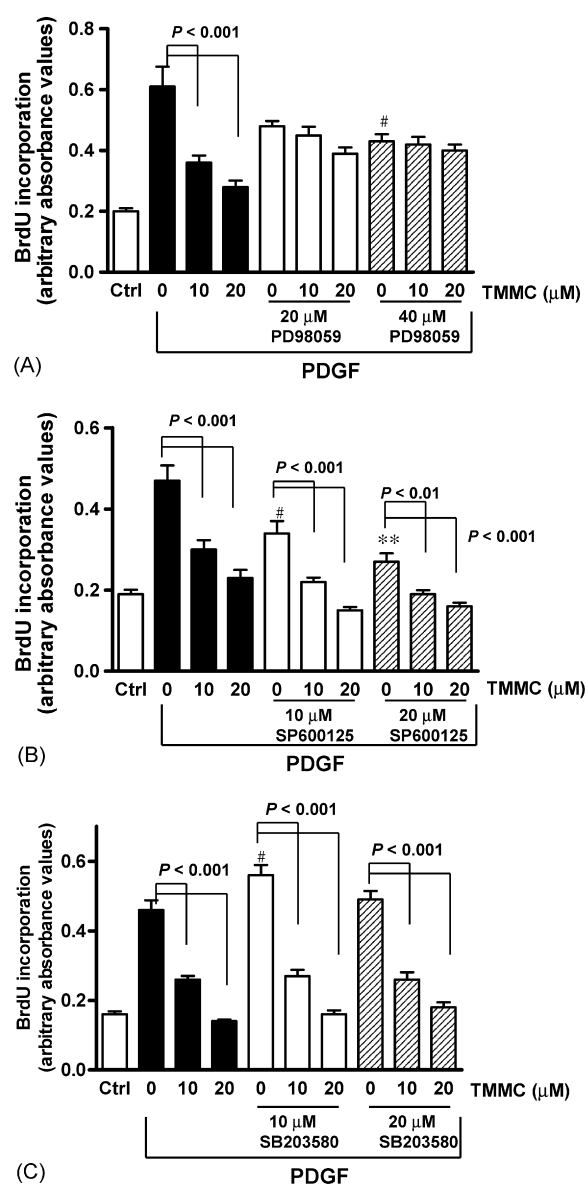 P < 0.001
0.8
0.6
#
0.4
0.2
0.0
BrdU incorporation
(arbitrary absorbance values)
Ctrl 0 10 20 0 10 20 0 10 20 TMMC (μM)
20 μM 40 μM
PD98059 PD98059
PDGF
(A)
0.6
P < 0.001
P < 0.001
P < 0.01
P < 0.001
#
**
0.4
0.2
0.0
BrdU incorporation
(arbitrary absorbance values)
Ctrl 0 10 20 0 10 20 0 10 20 TMMC (μM)
10 μM 20 μM
SP600125 SP600125
PDGF
(B)
P < 0.001
P < 0.001
P < 0.001
#
0.6
0.4
0.2
0.0
BrdU incorporation
(arbitrary absorbance values)
Ctrl 0 10 20 0 10 20 0 10 20 TMMC (μM)
10 μM 20 μM
SB203580 SB203580
PDGF
(C)